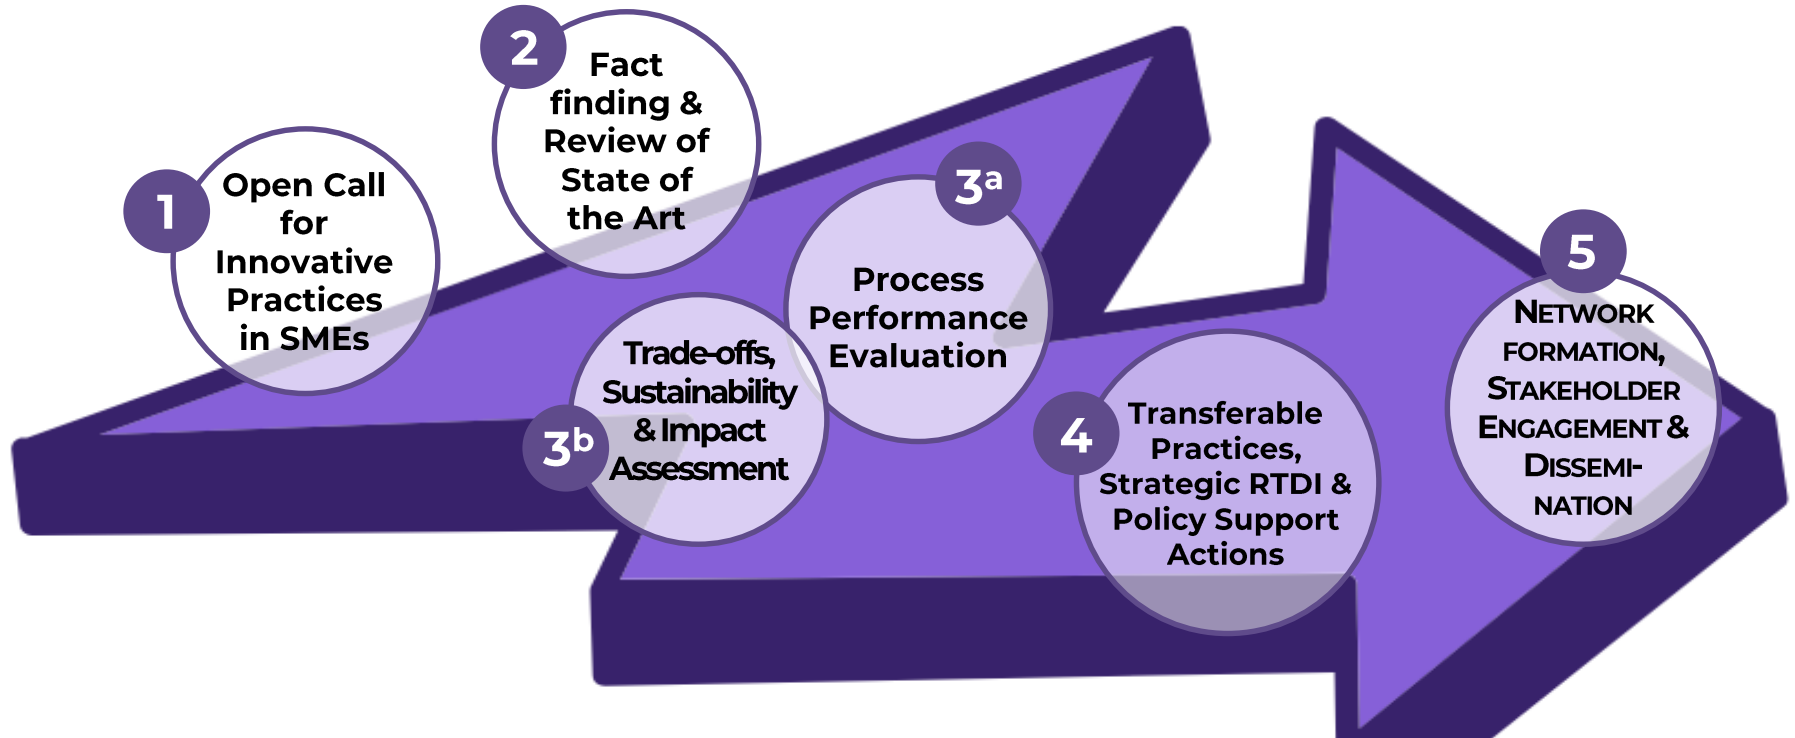 1
Open Call
for
Innovative
Practices
in SMEs
2
Fact
finding &
Review of
State of
the Art
3a
Process
Performance
Evaluation
3b
Trade-offs,
Sustainability
& Impact
Assessment
4
Transferable
Practices,
Strategic RTDI &
Policy Support
Actions
5
NETWORK
FORMATION,
STAKEHOLDER
ENGAGEMENT &
DISSEMI-
NATION